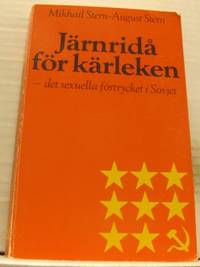 Mikhail Stern-August Stern
Järnridå
för kärleken
– det sexuella förtrycket i Sovjet